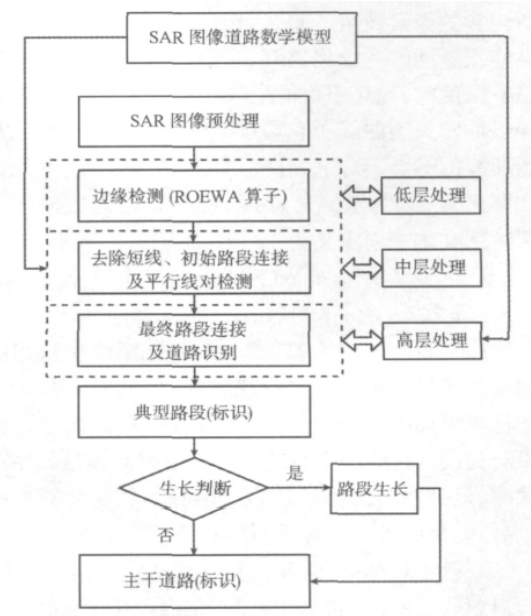 SAR 图像道路数学模型
SAR 图像预处理
边缘检测 (ROEWA 算子)
低层处理
去除短线、初始路段连接
及平行线对检测
中层处理
最终路段连接
及道路识别
高层处理
典型路段(标识)
生长判断
是
路段生长
否
主干道路(标识)